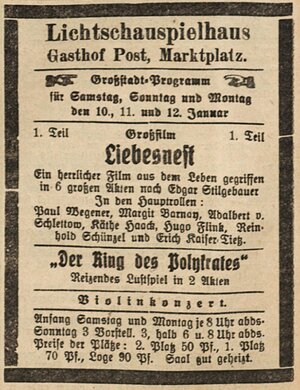 Lichtschauspielhaus
Gasthof Post, Marktplatz.
Großstadt-Programm
für Samstag, Sonntag und Montag
den 10., 11. und 12. Januar
1. Teil Großfilm 1. Teil
Liebesnest
Ein herrlicher Film aus dem Leben gegriffen
in 6 großen Akten nach Edgar Stilgebauer
In den Hauptrollen:
Paul Wegener, Margit Barnay, Adalbert v.
Schlettow, Käthe Haack, Hugo Flink, Rein-
hold Schünzel und Erich Kaiser-Tietz.
„Der Ring des Polykrates"
Reizendes Lustspiel in 2 Akten
Violinkonzert.
Anfang Samstag und Montag je 8 Uhr abds-
Sonntag 3 Vorstell. 3, halb 6 u. 8 Uhr abds-
Preise der Plätze: 2. Platz 50 Pf., 1. Platz
70 Pf., Loge 90 Pf. Saal gut geheizt.